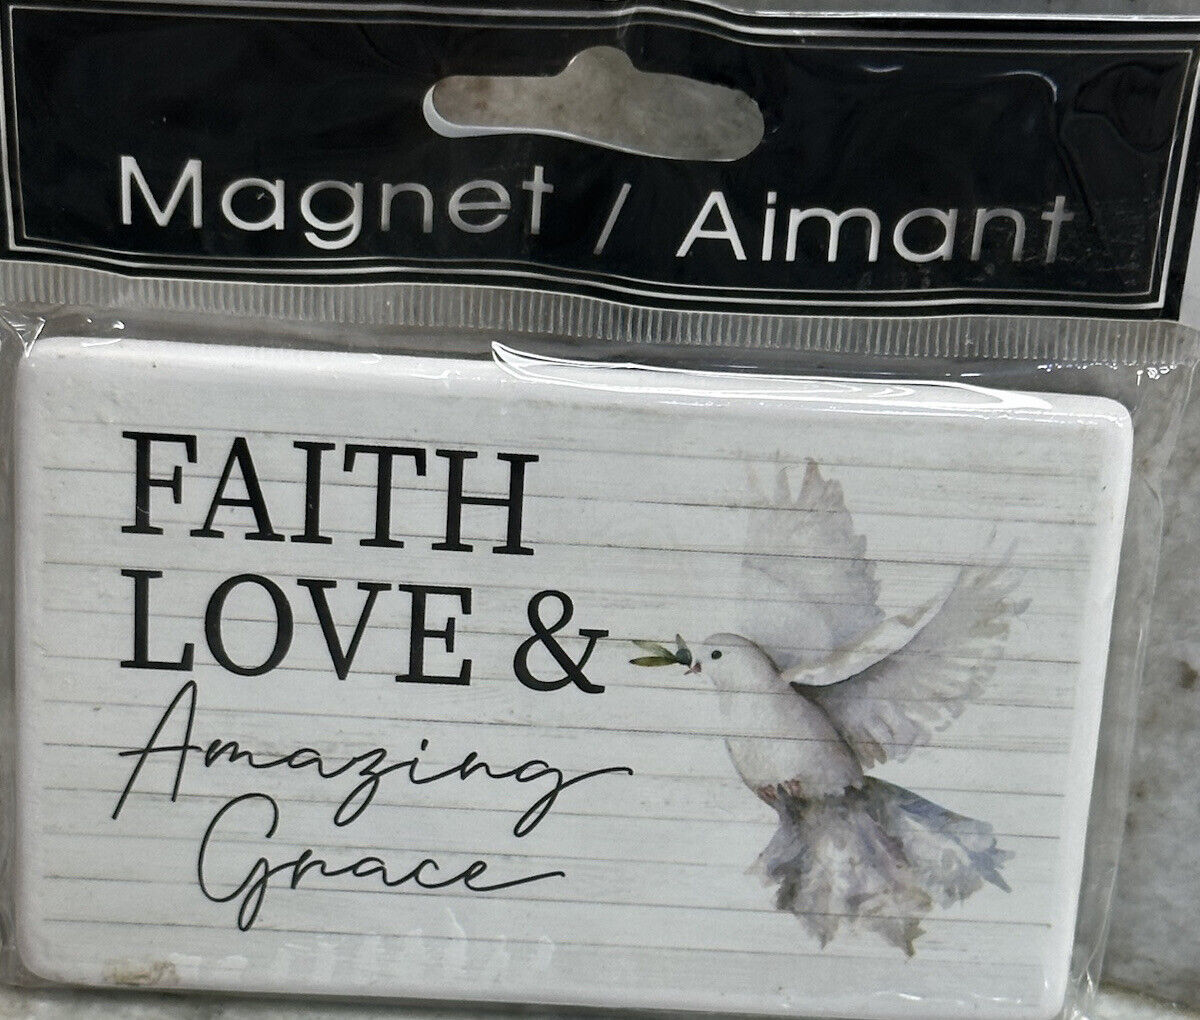 Magnet / Aimant
FAITH
LOVE &
Amazing
Grace